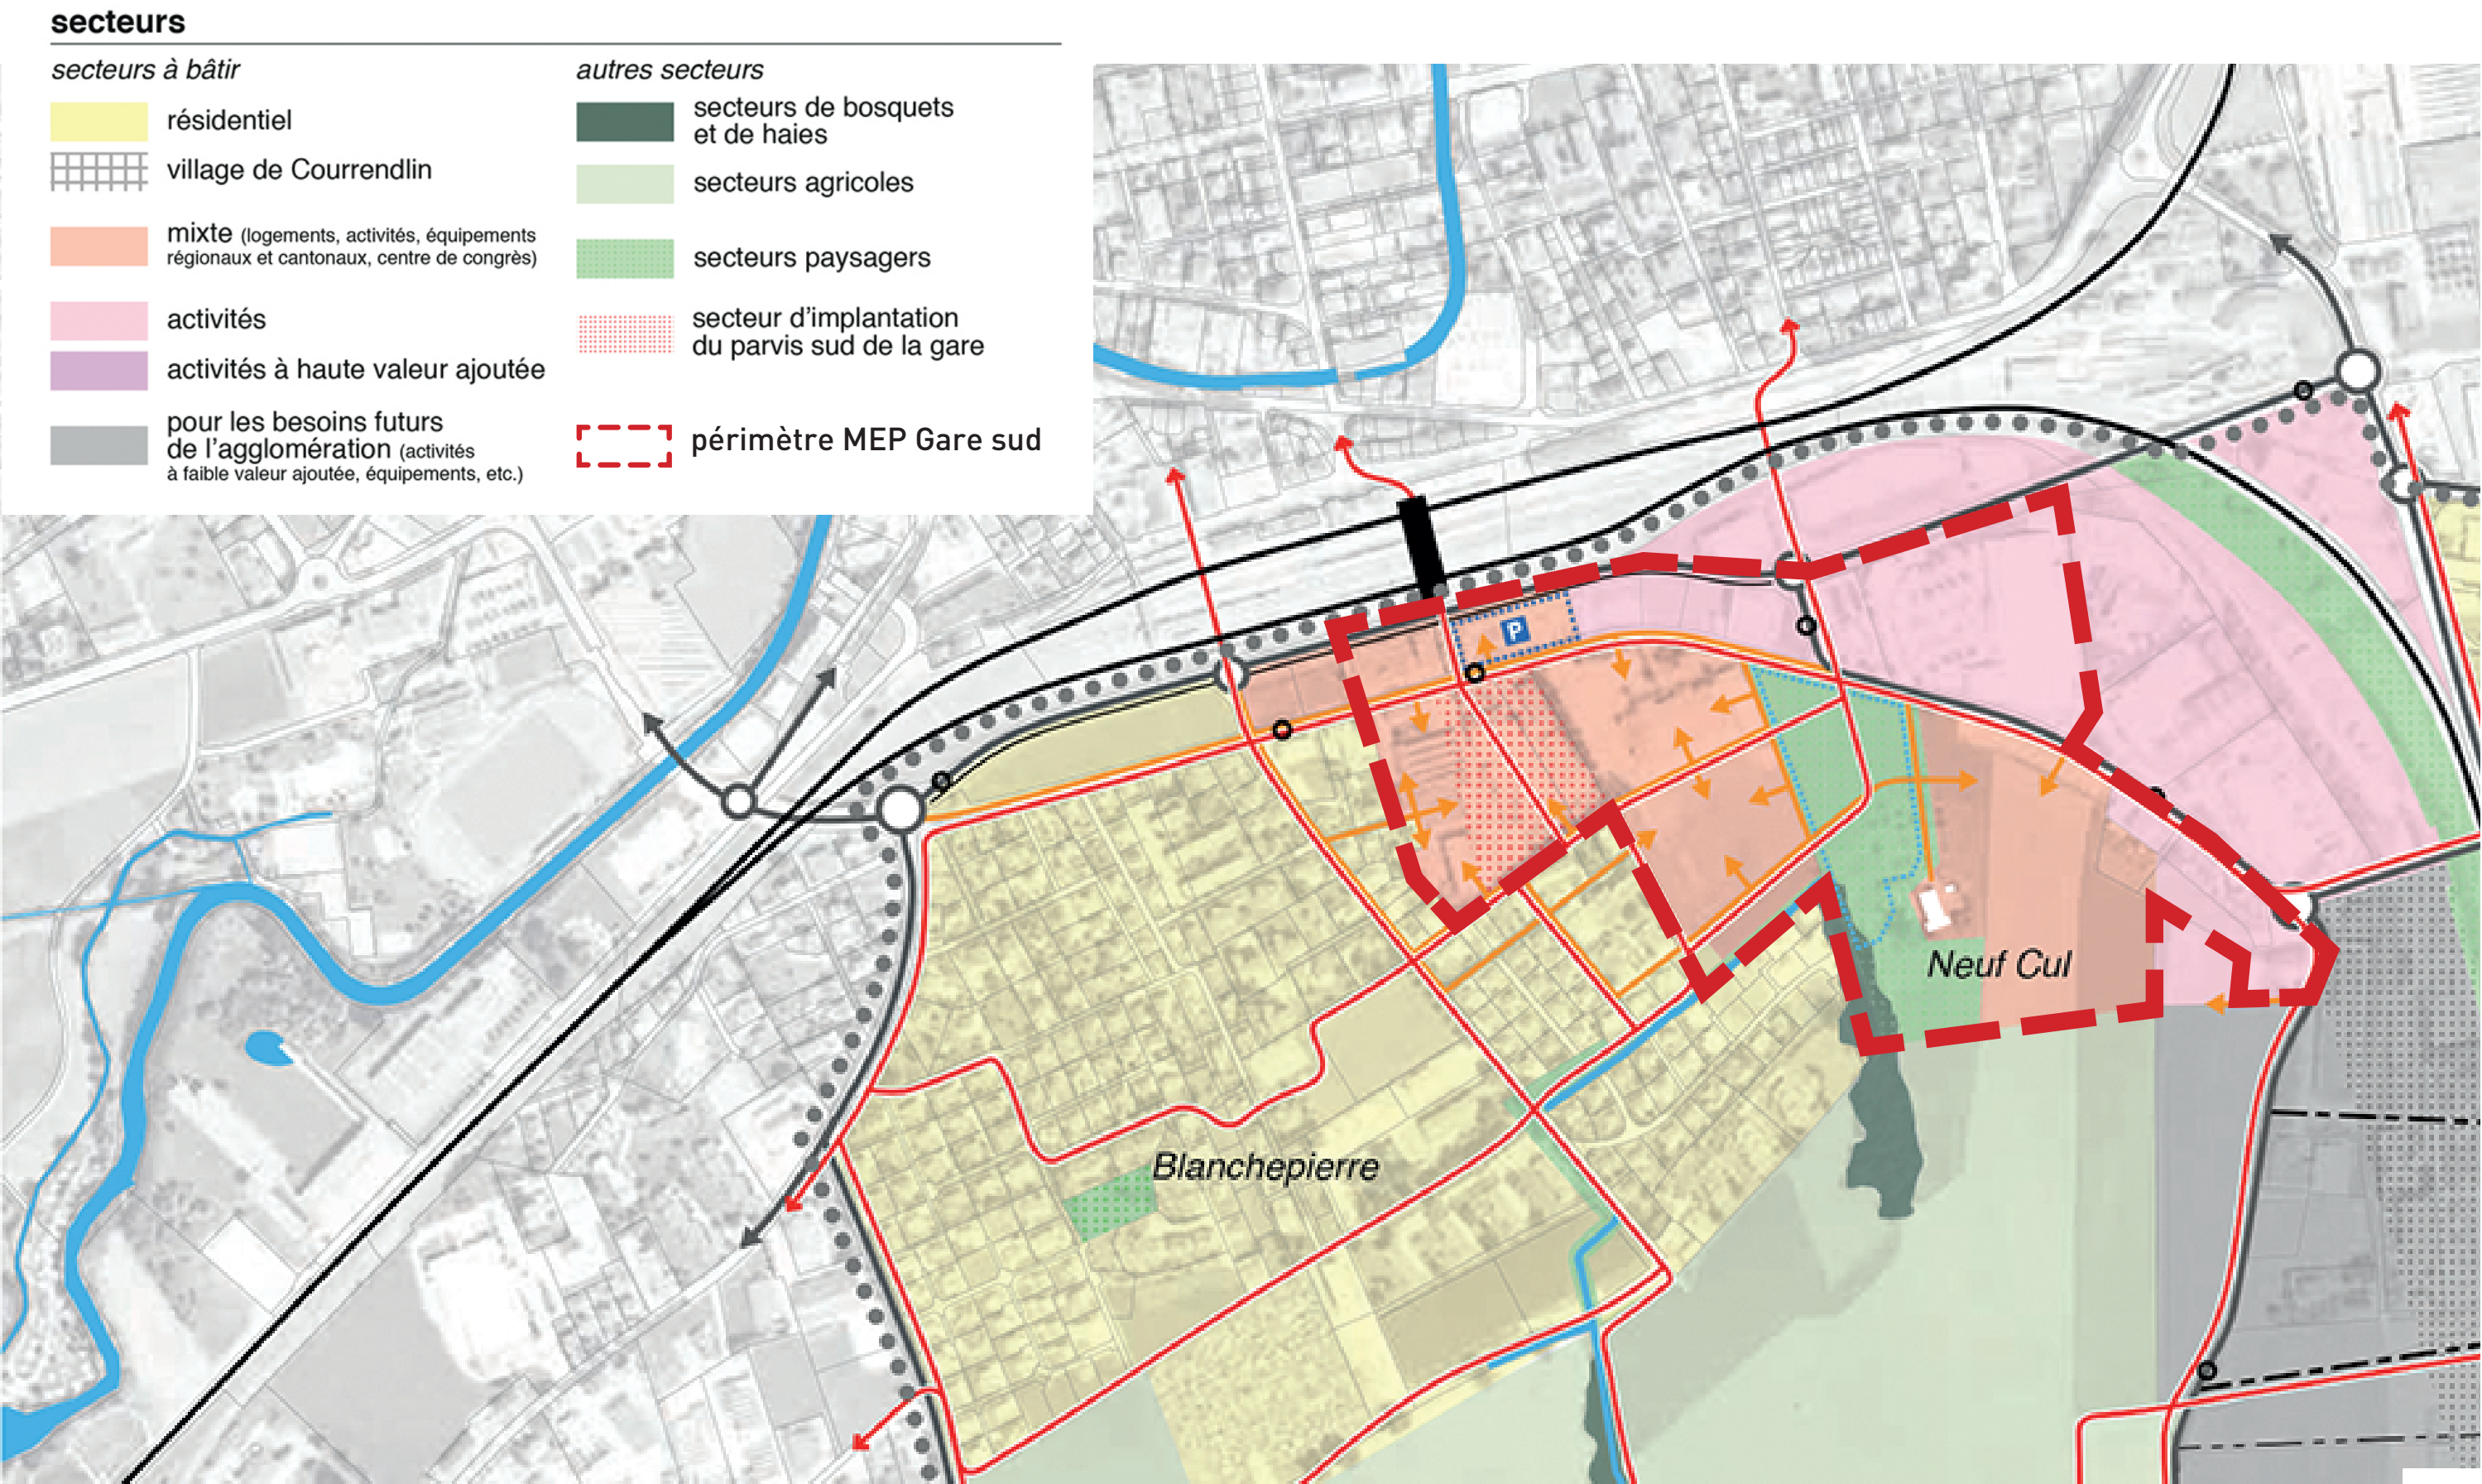 secteurs
secteurs à bâtir
résidentiel
village de Courrendlin
mixte (logements, activités, équipements
régionaux et cantonaux, centre de congrès)
activités
activités à haute valeur ajoutée
pour les besoins futurs
de l'agglomération (activités
à faible valeur ajoutée, équipements, etc.)
autres secteurs
secteurs de bosquets
et de haies
secteurs agricoles
secteurs paysagers
secteur d'implantation
du parvis sud de la gare
périmètre MEP Gare sud
P
Neuf Cul
Blanchepierre